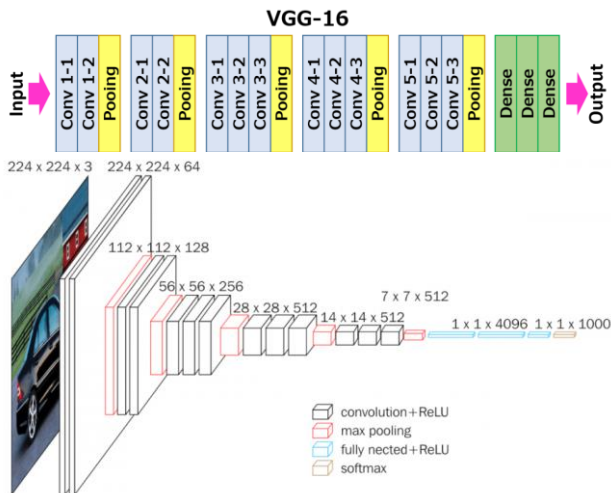 VGG-16
Input
Conv 1-1
Conv 1-2
Pooing
Conv 2-1
Conv 2-2
Pooing
Conv 3-1
Conv 3-2
Conv 3-3
Pooing
Conv 4-1
Conv 4-2
Conv 4-3
Pooing
Conv 5-1
Conv 5-2
Conv 5-3
Pooing
Dense
Dense
Dense
Output
224 x 224 x 3
224 x 224 x 64
112 x 112 x 128
56 x 56 x 256
28 x 28 x 512
14 x 14 x 512
7 x 7 x 512
1 x 1 x 4096
1 x 1 x 1000
convolution+ReLU
max pooling
fully nected+ReLU
softmax